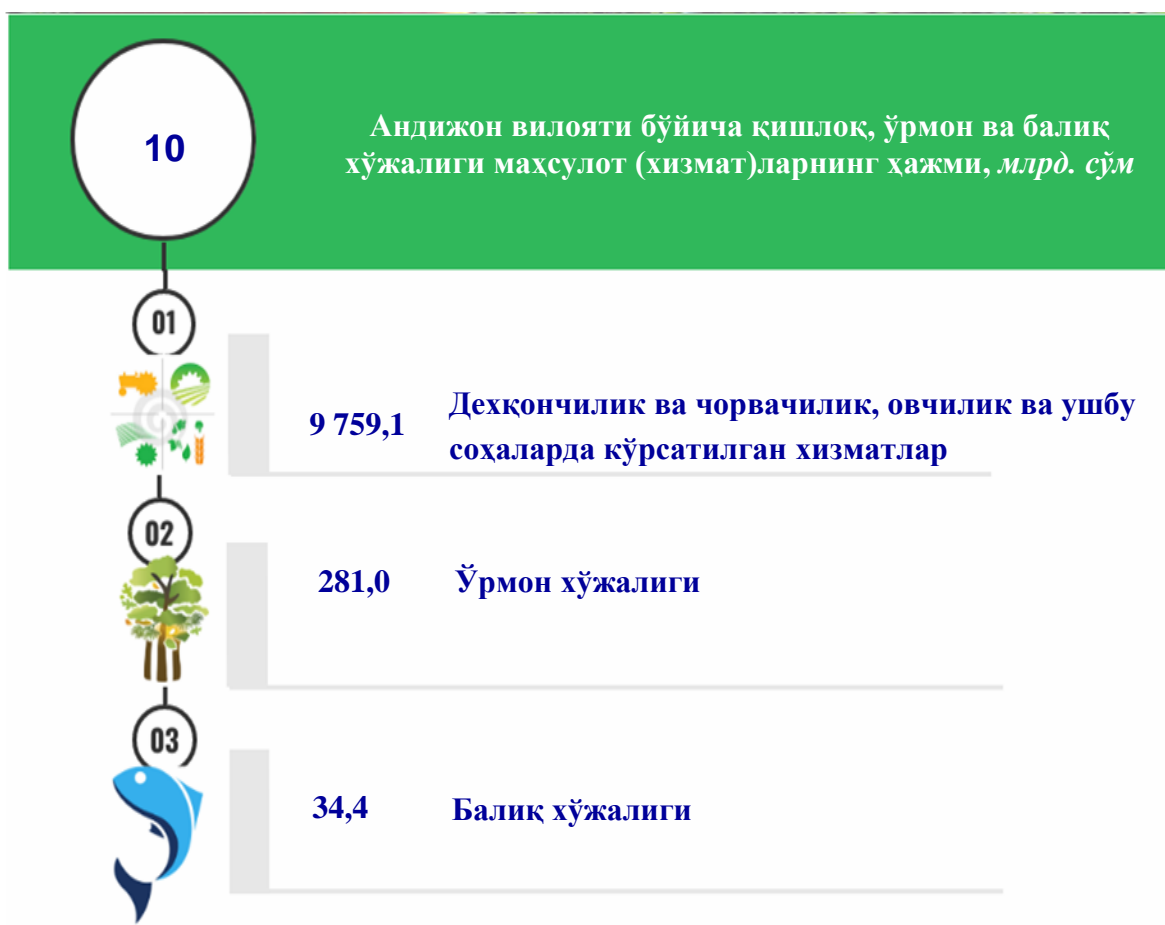 10
Андижон вилояти бўйича қишлоқ, ўрмон ва балиқ
хўжалиги маҳсулот (хизмат)ларнинг ҳажми, млрд. сўм
01
9 759,1
Дехқончилик ва чорвачилик, овчилик ва ушбу
соҳаларда кўрсатилган хизматлар
02
281,0
Ўрмон хўжалиги
03
34,4
Балиқ хўжалиги